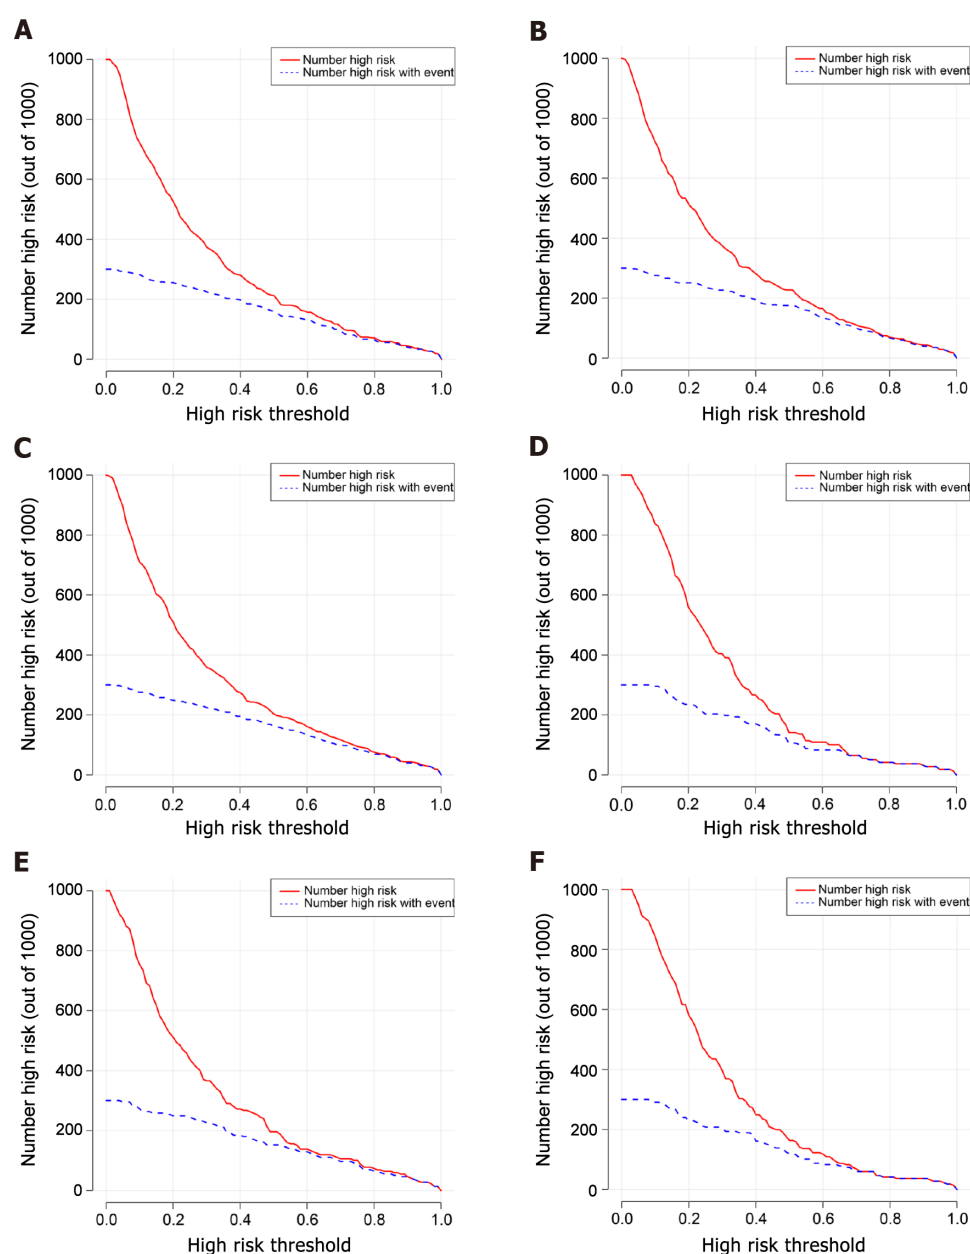 A
Number high risk
Number high risk with event
Number high risk (out of 1000)
1000
800
600
400
200
0
0.0 0.2 0.4 0.6 0.8 1.0
High risk threshold
B
Number high risk
Number high risk with event
Number high risk (out of 1000)
1000
800
600
400
200
0
0.0 0.2 0.4 0.6 0.8 1.0
High risk threshold
C
Number high risk
Number high risk with event
Number high risk (out of 1000)
1000
800
600
400
200
0
0.0 0.2 0.4 0.6 0.8 1.0
High risk threshold
D
Number high risk
Number high risk with event
Number high risk (out of 1000)
1000
800
600
400
200
0
0.0 0.2 0.4 0.6 0.8 1.0
High risk threshold
E
Number high risk
Number high risk with event
Number high risk (out of 1000)
1000
800
600
400
200
0
0.0 0.2 0.4 0.6 0.8 1.0
High risk threshold
F
Number high risk
Number high risk with event
Number high risk (out of 1000)
1000
800
600
400
200
0
0.0 0.2 0.4 0.6 0.8 1.0
High risk threshold